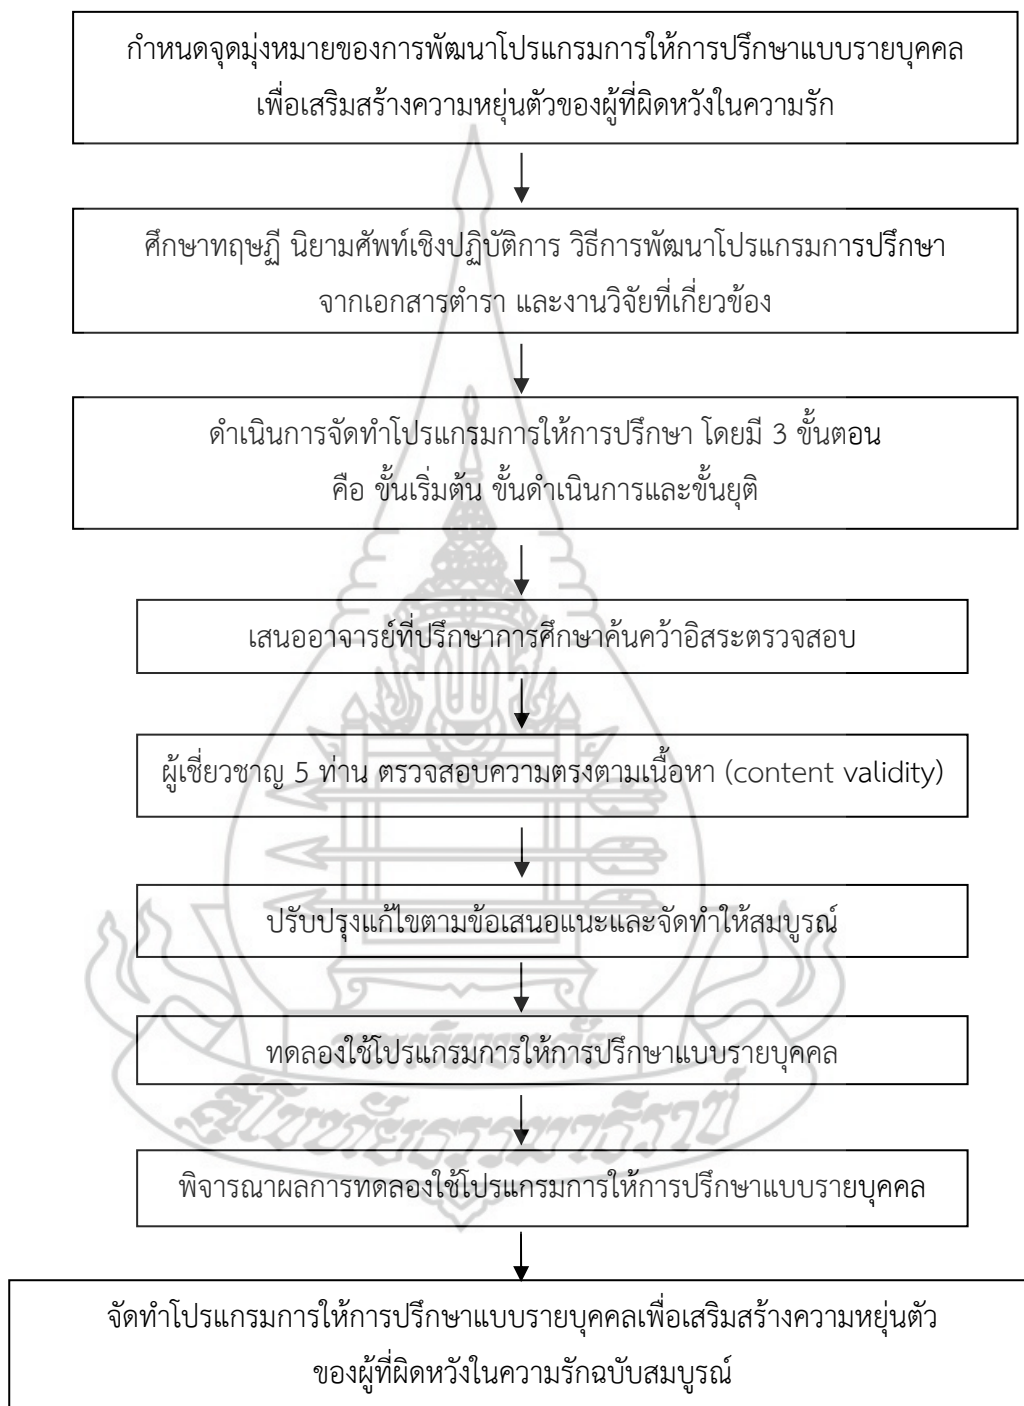 กำหนดจุดมุ่งหมายของการพัฒนาโปรแกรมการให้การปรึกษาแบบรายบุคคล
เพื่อเสริมสร้างความหยุ่นตัวของผู้ที่ผิดหวังในความรัก
ศึกษาทฤษฏี นิยามศัพท์เชิงปฏิบัติการ วิธีการพัฒนาโปรแกรมการปรึกษา
จากเอกสารตำรา และงานวิจัยที่เกี่ยวข้อง
ดำเนินการจัดทำโปรแกรมการให้การปรึกษา โดยมี 3 ขั้นตอน
คือ ขั้นเริ่มต้น ขั้นดำเนินการและขั้นยุติ
เสนออาจารย์ที่ปรึกษาการศึกษาค้นคว้าอิสระตรวจสอบ
ผู้เชี่ยวชาญ 5 ท่าน ตรวจสอบความตรงตามเนื้อหา (content validity)
ปรับปรุงแก้ไขตามข้อเสนอแนะและจัดทำให้สมบูรณ์
ทดลองใช้โปรแกรมการให้การปรึกษาแบบรายบุคคล
มหาวิทยาลัย
สุโขทัยธรรมาธิราช
พิจารณาผลการทดลองใช้โปรแกรมการให้การปรึกษาแบบรายบุคคล
จัดทำโปรแกรมการให้การปรึกษาแบบรายบุคคลเพื่อเสริมสร้างความหยุ่นตัว
ของผู้ที่ผิดหวังในความรักฉบับสมบูรณ์